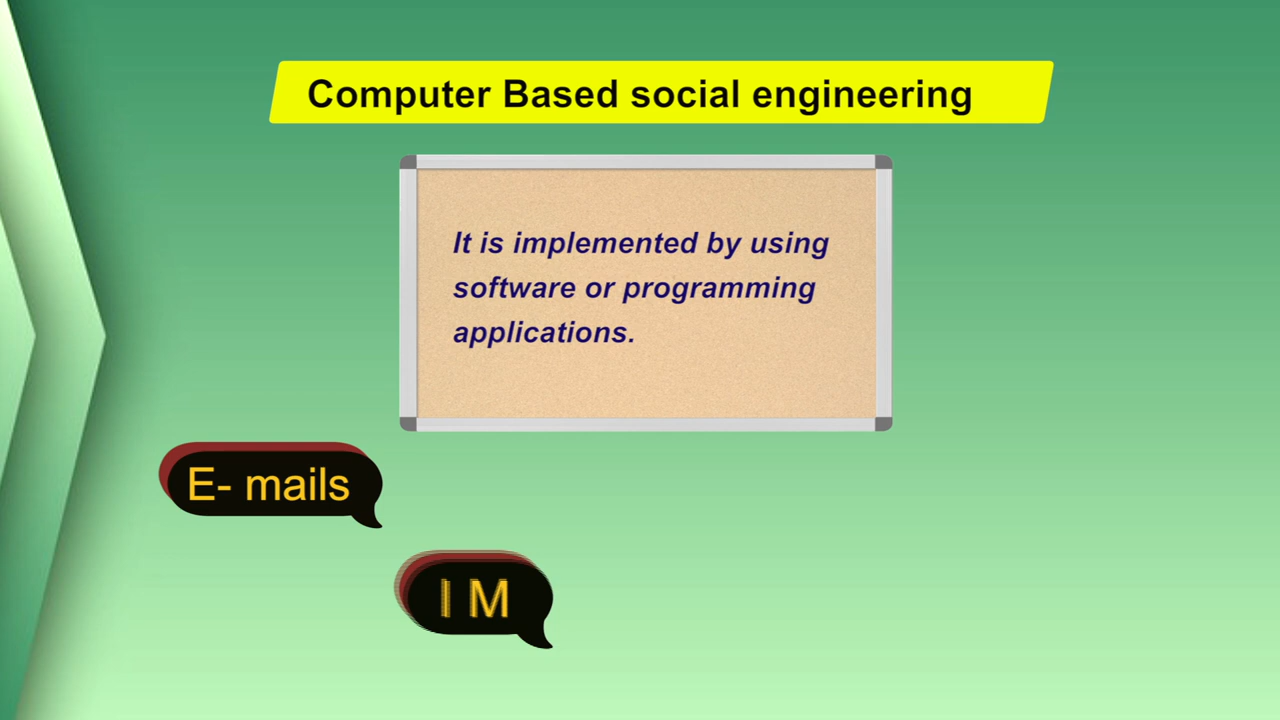 Computer Based social engineering
It is implemented by using
software or programming
applications.
E- mails
I M